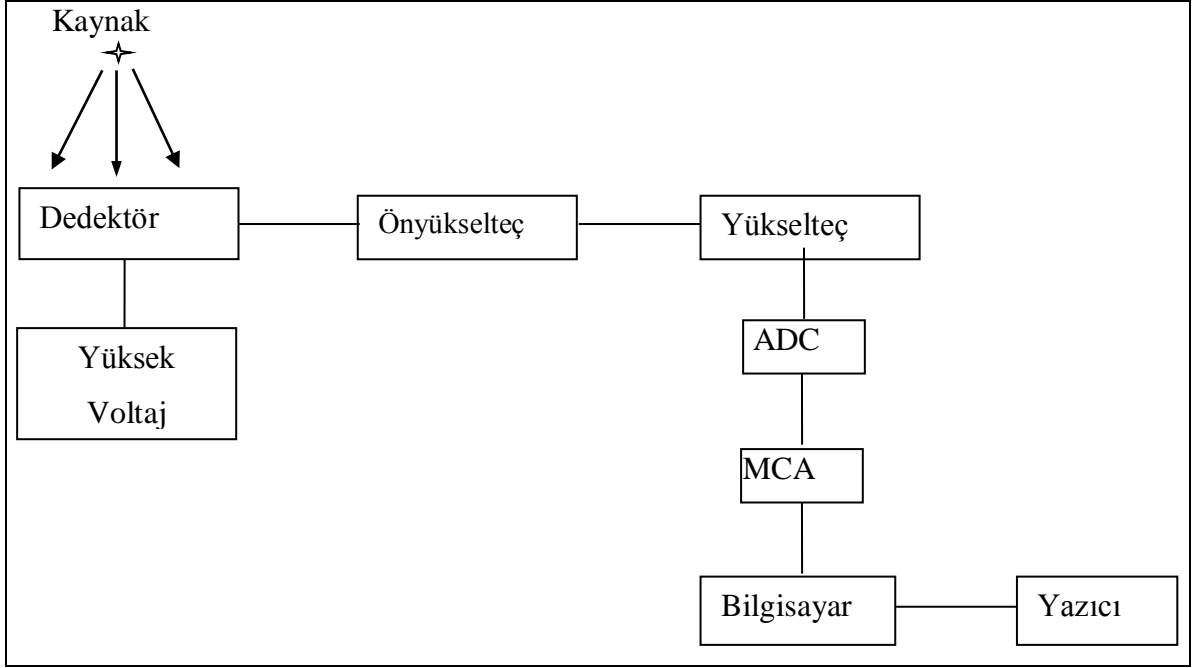 Kaynak
Dedektör
Önyükselteç
Yükselteç
Yüksek
Voltaj
ADC
MCA
Bilgisayar
Yazıcı